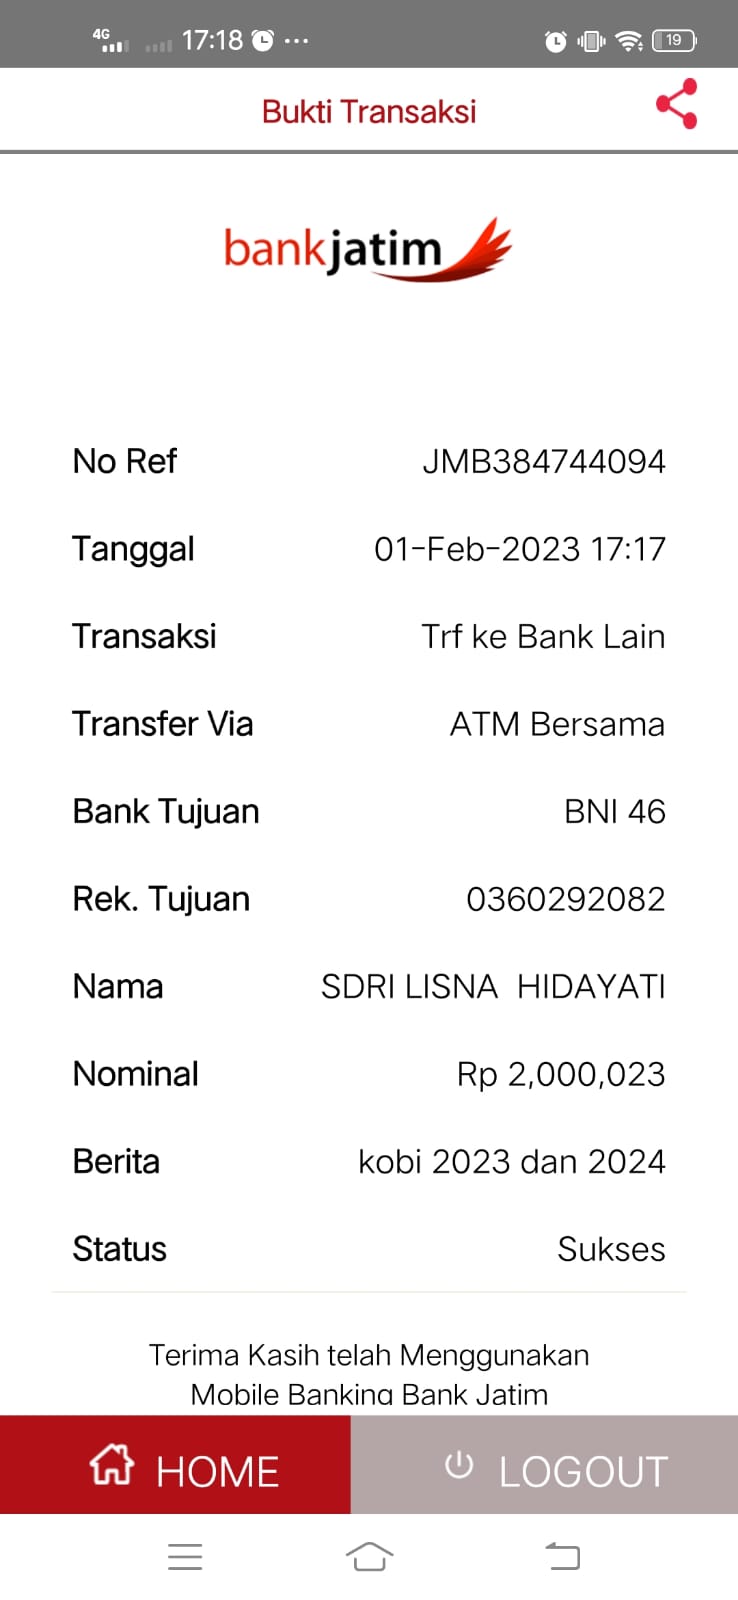 4G 17:18 19
Bukti Transaksi
bankjatim
No Ref JMB384744094
Tanggal 01-Feb-2023 17:17
Transaksi Trf ke Bank Lain
Transfer Via ATM Bersama
Bank Tujuan BNI 46
Rek. Tujuan 0360292082
Nama SDRI LISNA  HIDAYATI
Nominal Rp 2,000,023
Berita kobi 2023 dan 2024
Status Sukses
Terima Kasih telah Menggunakan
Mobile Banking Bank Jatim
HOME LOGOUT